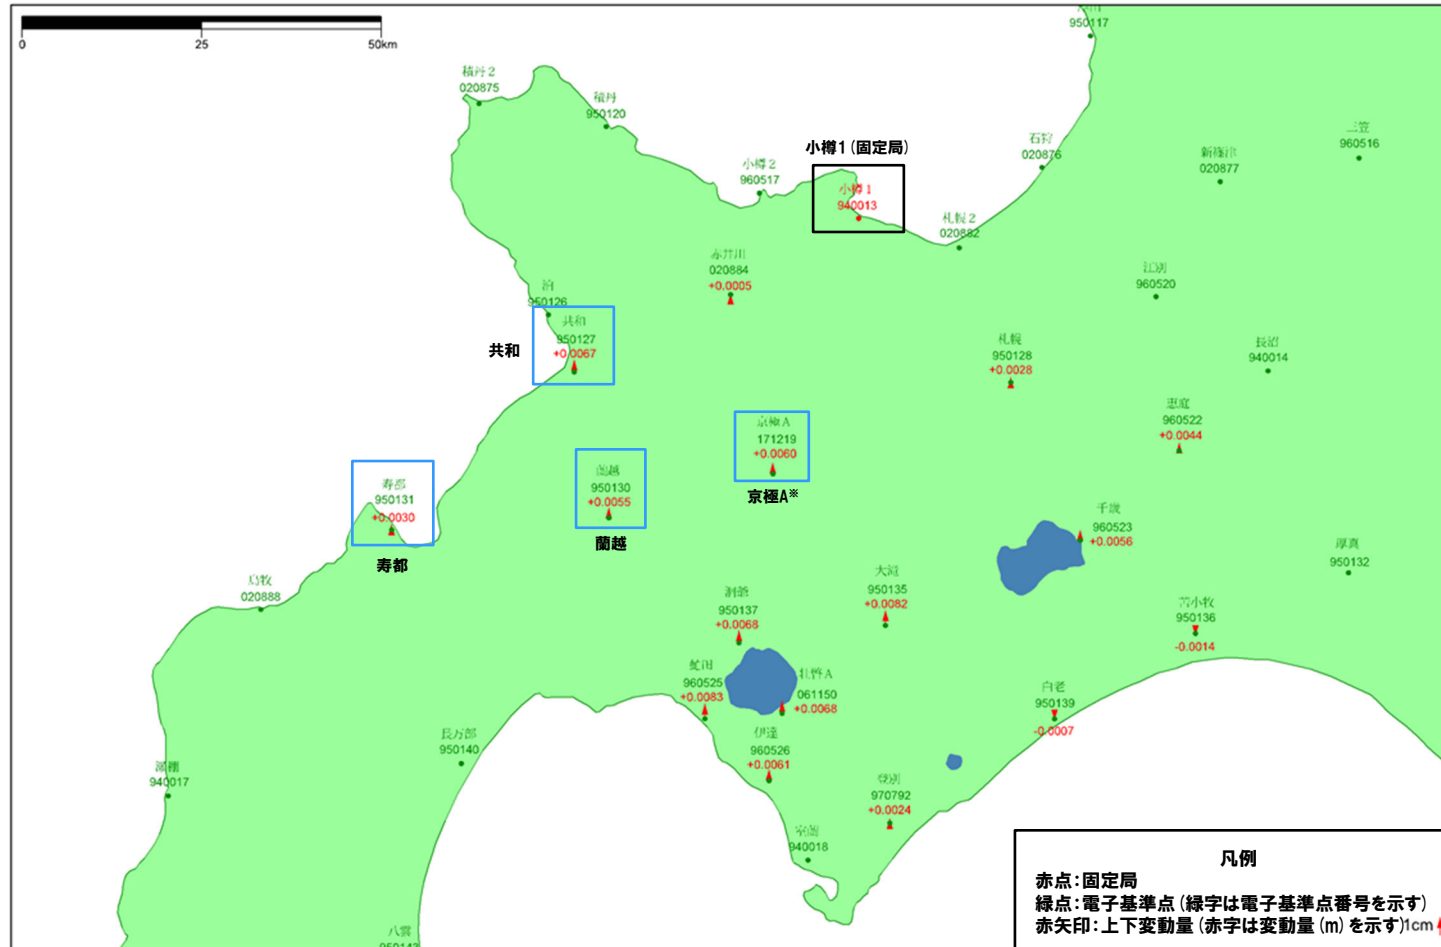 0
25
50km
950117
積丹２
020875
積丹
950120
小樽２
960517
小樽1（固定局）
小樽１
940013
札幌２
020882
石狩
020876
新篠津
020877
三笠
960516
赤井川
020884
+0.0005
江別
960520
泊
950126
共和
950127
+0.0067
共和
札幌
950128
+0.0028
長沼
940014
恵庭
960522
+0.0044
京極Ａ
171219
+0.0060
京極A※
蘭越
950130
+0.0055
蘭越
寿都
950131
+0.0030
寿都
千歳
960523
+0.0056
厚真
950132
島牧
020888
大滝
950135
+0.0082
洞爺
950137
+0.0068
苫小牧
950136
-0.0014
虻田
960525
+0.0083
壮瞥Ａ
061150
+0.0068
白老
950139
-0.0007
伊達
960526
+0.0061
長万部
950140
登別
970792
+0.0024
940017
室蘭
940018
八雲
950143
凡例
赤点：固定局
緑点：電子基準点（緑字は電子基準点番号を示す）
赤矢印：上下変動量（赤字は変動量（m）を示す）1cm